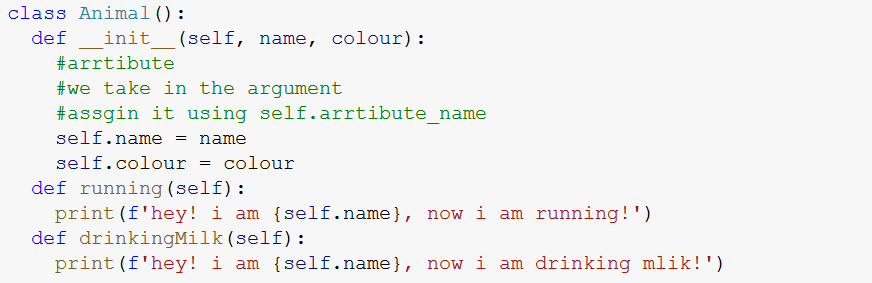 class Animal():
  def __init__(self, name, colour):
    #arrtibute
    #we take in the argument
    #assgin it using self.arrtibute_name
    self.name = name
    self.colour = colour
  def running(self):
    print(f'hey! i am {self.name}, now i am running!')
  def drinkingMilk(self):
    print(f'hey! i am {self.name}, now i am drinking mlik!')